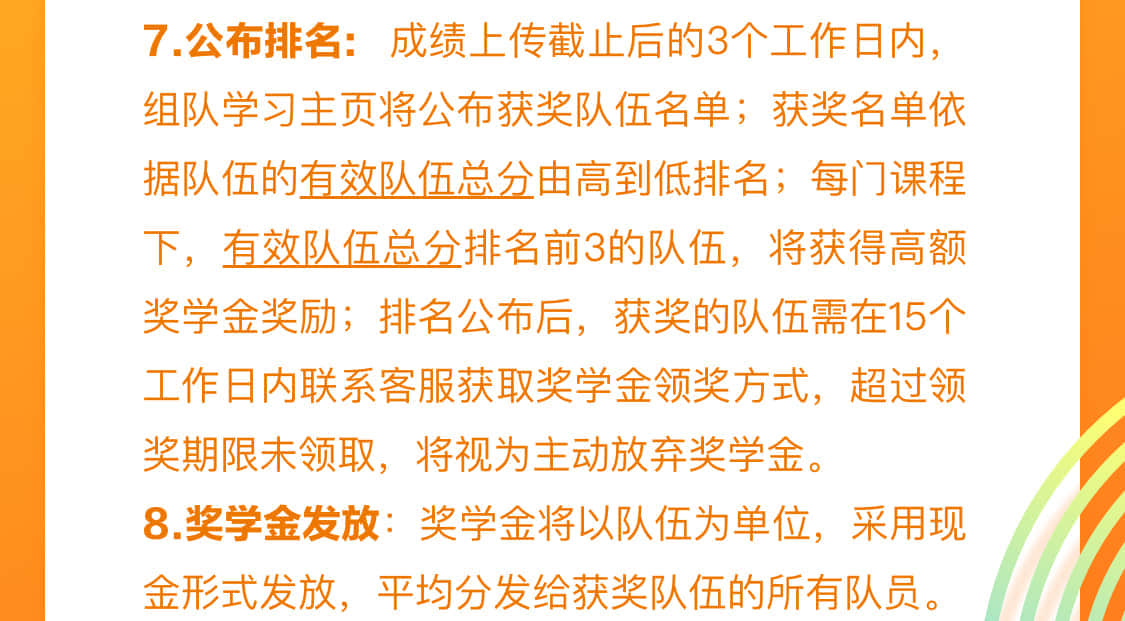 7.公布排名： 成绩上传截止后的3个工作日内，
组队学习主页将公布获奖队伍名单；获奖名单依
据队伍的有效队伍总分由高到低排名；每门课程
下，有效队伍总分排名前3的队伍，将获得高额
奖学金奖励；排名公布后，获奖的队伍需在15个
工作日内联系客服获取奖学金领奖方式，超过领
奖期限未领取，将视为主动放弃奖学金。
8.奖学金发放：奖学金将以队伍为单位，采用现
金形式发放，平均分发给获奖队伍的所有队员。